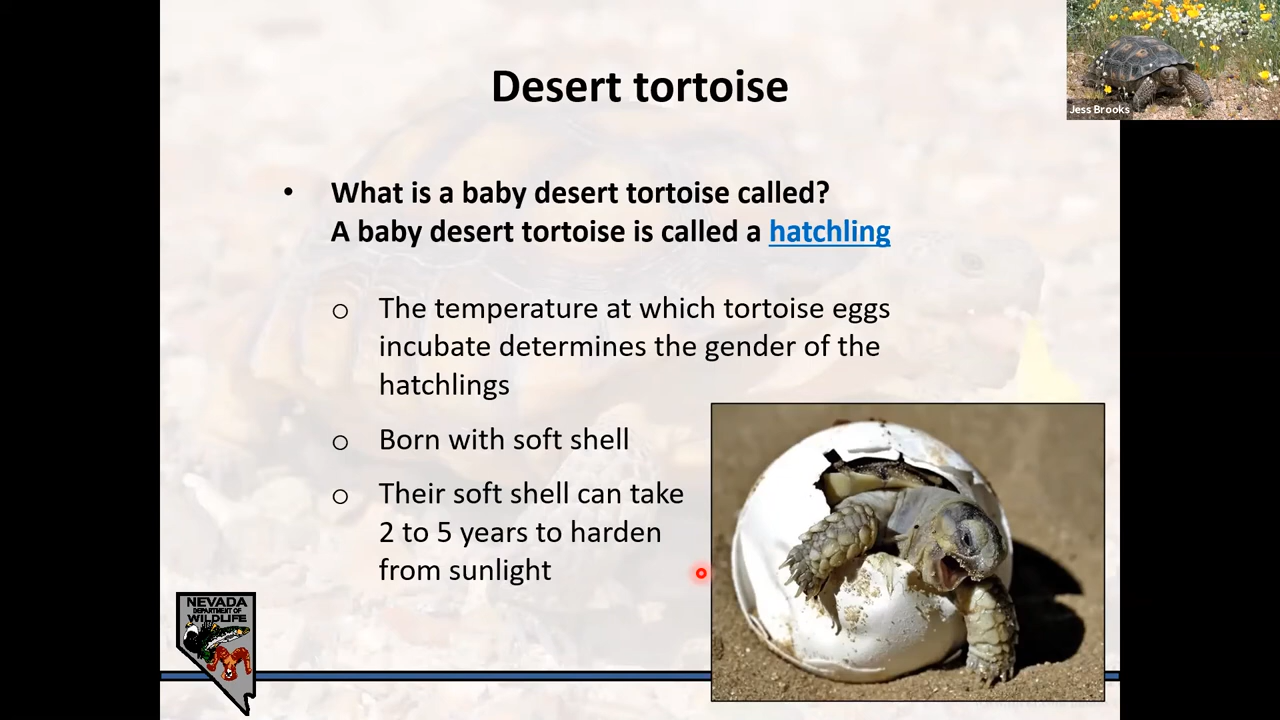 Desert tortoise
Jess Brooks
• What is a baby desert tortoise called?
A baby desert tortoise is called a hatchling
o The temperature at which tortoise eggs
incubate determines the gender of the
hatchlings
o Born with soft shell
o Their soft shell can take
2 to 5 years to harden
from sunlight
NEVADA
DEPARTMENT OF
WILDLIFE